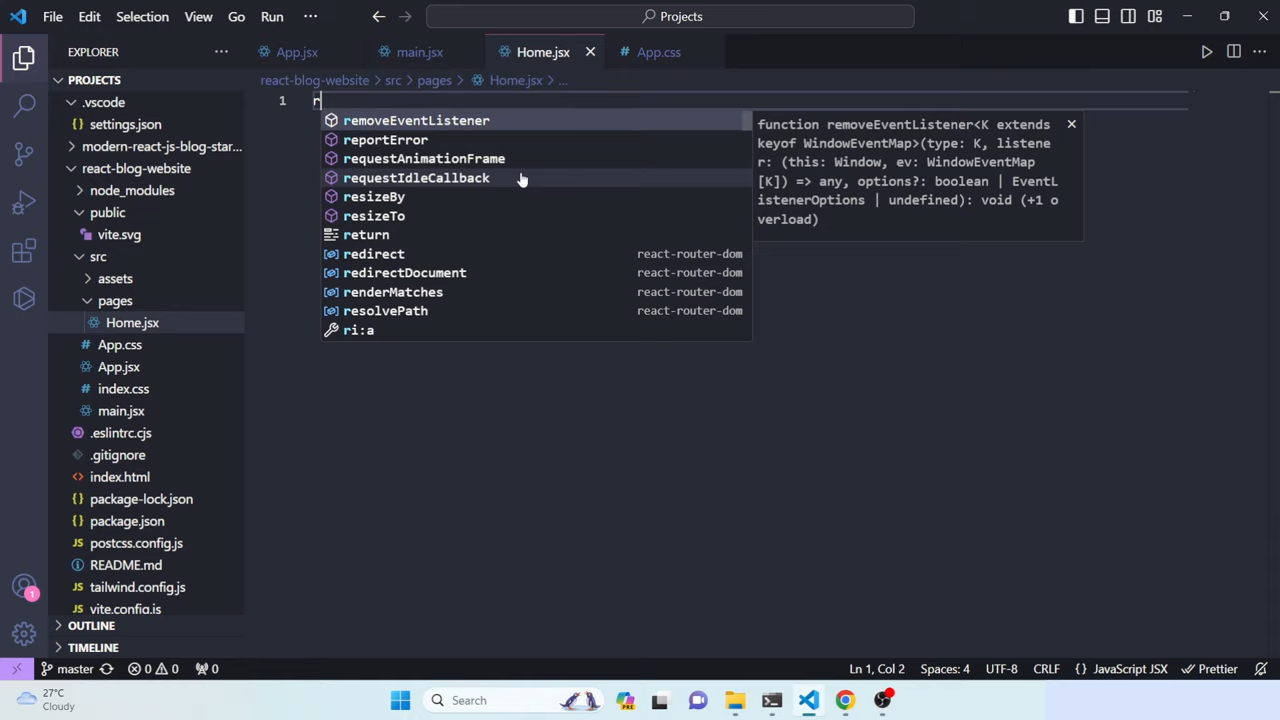 File Edit Selection View Go Run ··· Projects
EXPLORER ···
App.jsx main.jsx Home.jsx App.css
PROJECTS
react-blog-website > src > pages > Home.jsx > ...
.vscode
settings.json
modern-react-js-blog-star...
react-blog-website
node_modules
public
vite.svg
src
assets
pages
Home.jsx
App.css
App.jsx
index.css
main.jsx
.eslintrc.cjs
.gitignore
index.html
package-lock.json
package.json
postcss.config.js
README.md
tailwind.config.js
vite.config.js
OUTLINE
TIMELINE
1 r
removeEventListener
reportError
requestAnimationFrame
requestIdleCallback
resizeBy
resizeTo
return
redirect react-router-dom
redirectDocument react-router-dom
renderMatches react-router-dom
resolvePath react-router-dom
ri:a
function removeEventListener<K extends
keyof WindowEventMap>(type: K, listene
r: (this: Window, ev: WindowEventMap
[K]) => any, options?: boolean | EventL
istenerOptions | undefined): void (+1 o
verload)
1
master 0 0 0 Ln 1, Col 2 Spaces: 4 UTF-8 CRLF {} JavaScript JSX Prettier
27°C
Cloudy
Search
PRE